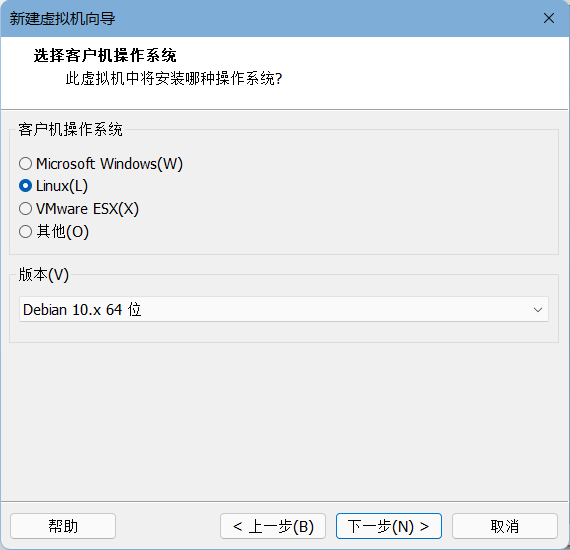 新建虚拟机向导
选择客户机操作系统
此虚拟机中将安装哪种操作系统?
客户机操作系统
Microsoft Windows(W)
Linux(L)
VMware ESX(X)
其他(O)
版本(V)
Debian 10.x 64 位
帮助
< 上一步(B)
下一步(N) >
取消